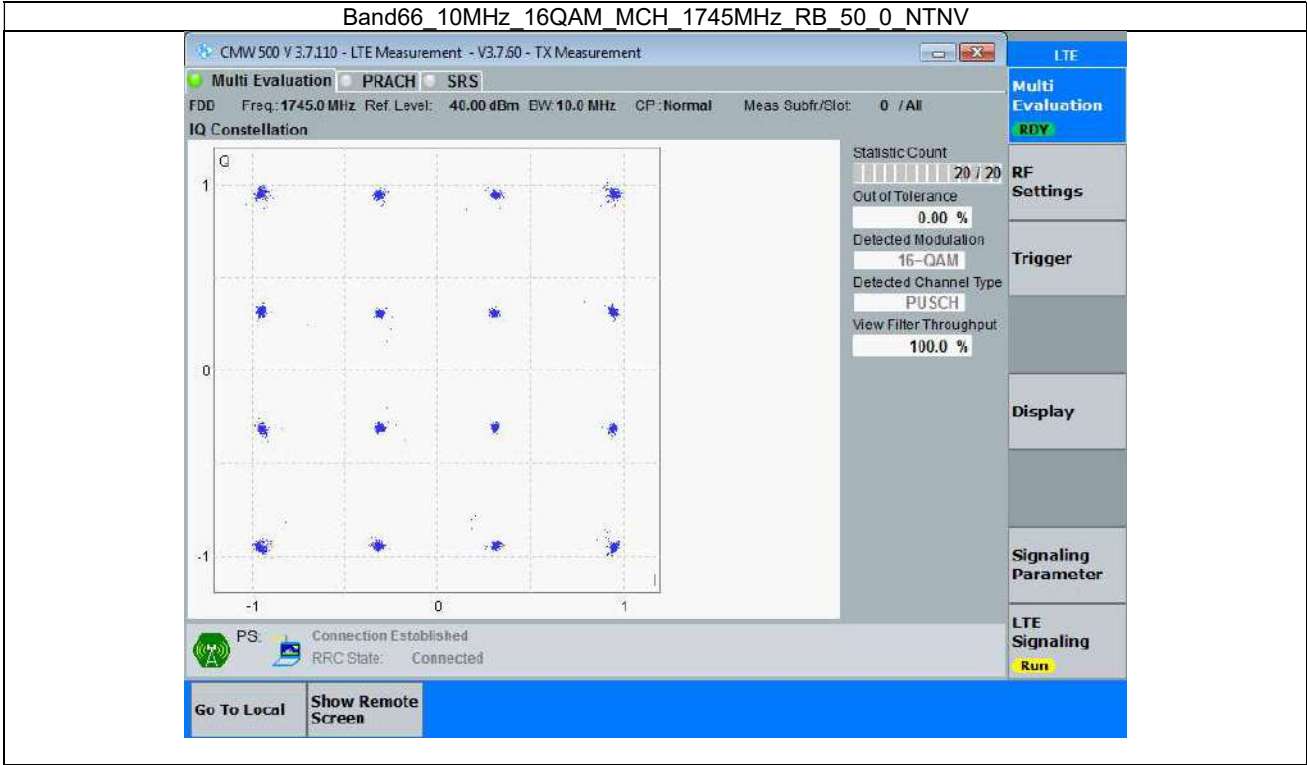 Band66_10MHz_16QAM_MCH_1745MHz_RB_50_0_NTNV
CMW 500 V 3.7.110 - LTE Measurement - V3.7.60 - TX Measurement
LTE
Multi Evaluation PRACH SRS
FDD Freq.: 1745.0 MHz Ref. Level: 40.00 dBm BW: 10.0 MHz CP: Normal Meas Subfr/Slot: 0 / All
IQ Constellation
Q
1
0
-1
-1 0 1
I
Statistic Count
20 / 20
Out of Tolerance
0.00 %
Detected Modulation
16-QAM
Detected Channel Type
PUSCH
View Filter Throughput
100.0 %
Multi
Evaluation
RDY
RF
Settings
Trigger
Display
Signaling
Parameter
LTE
Signaling
Run
PS: Connection Established
RRC State: Connected
Go To Local
Show Remote
Screen